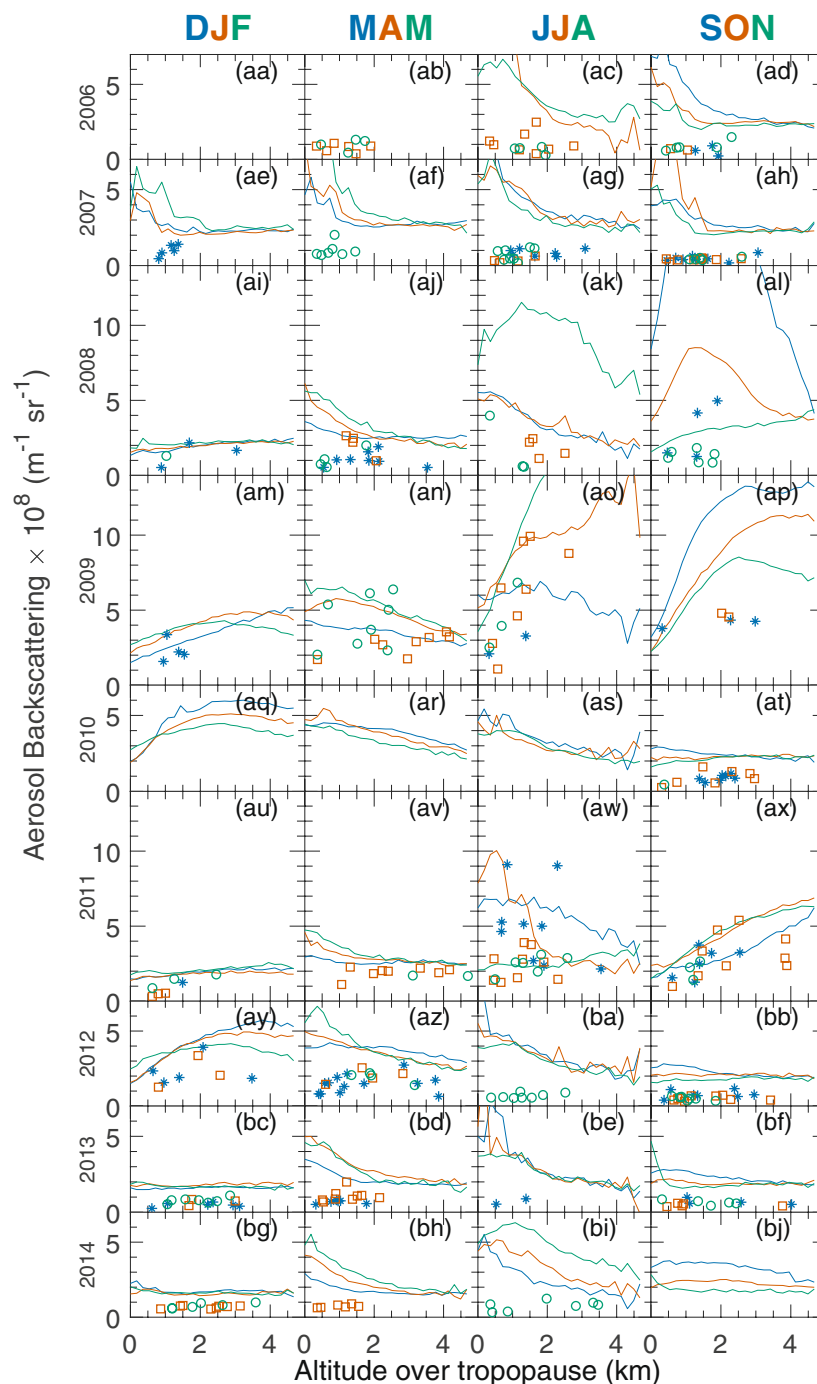 DJF MAM JJA SON
Aerosol Backscattering × 10⁸ (m⁻¹ sr⁻¹)
2006
5
0
(aa) (ab) (ac) (ad)
2007
5
0
(ae) (af) (ag) (ah)
2008
10
5
0
(ai) (aj) (ak) (al)
2009
10
5
0
(am) (an) (ao) (ap)
2010
5
0
(aq) (ar) (as) (at)
2011
10
5
0
(au) (av) (aw) (ax)
2012
5
0
(ay) (az) (ba) (bb)
2013
5
0
(bc) (bd) (be) (bf)
2014
5
0
(bg) (bh) (bi) (bj)
0 2 4 0 2 4 0 2 4 0 2 4
Altitude over tropopause (km)